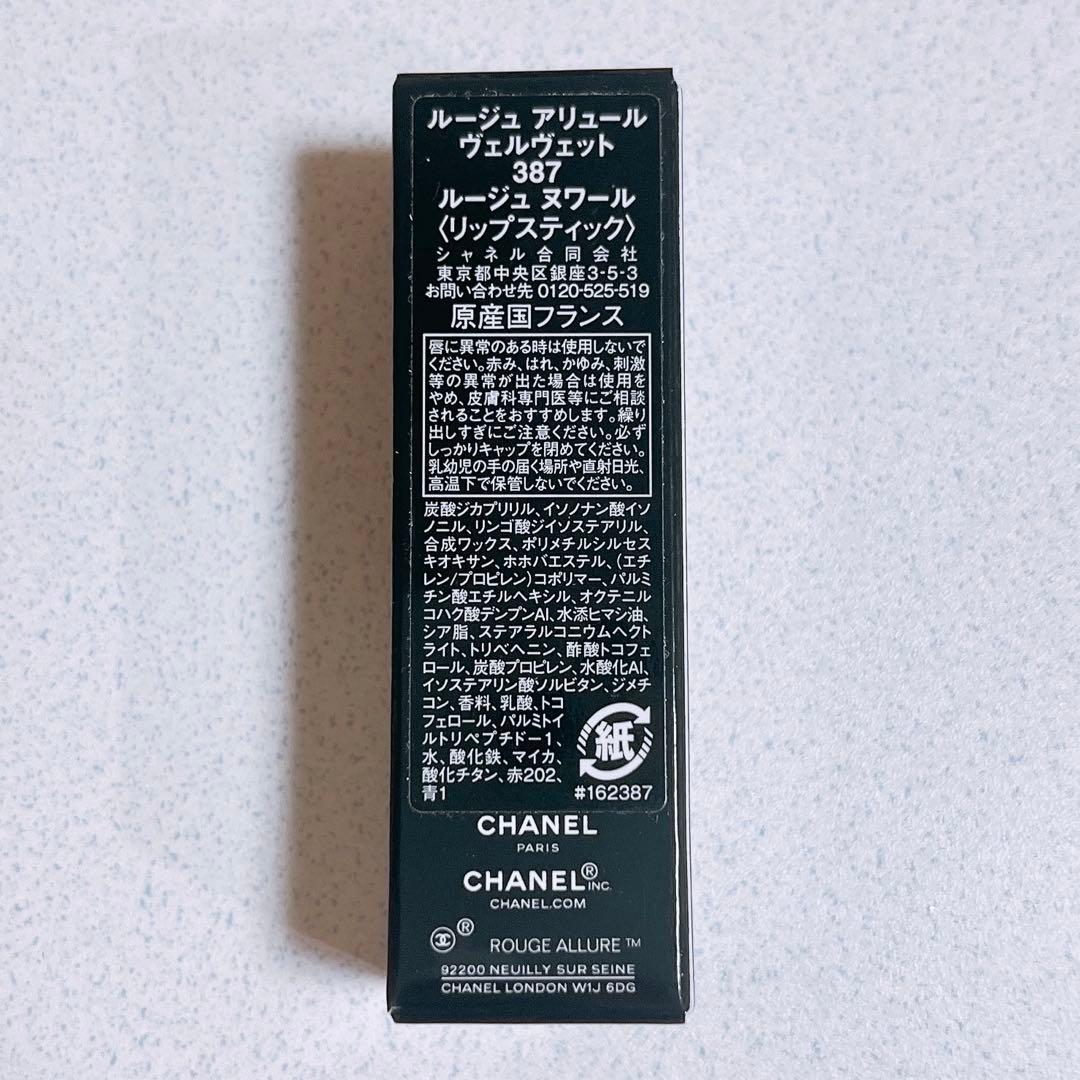 ルージュ アリュール
ヴェルヴェット
387
ルージュ ヌワール
〈リップスティック〉
シャネル合同会社
東京都中央区銀座3-5-3
お問い合わせ先 0120-525-519
原産国フランス
唇に異常のある時は使用しないで
ください。赤み、はれ、かゆみ、刺激
等の異常が出た場合は使用を
やめ、皮膚科専門医等にご相談
されることをおすすめします。繰り
出しすぎにご注意ください。必ず
しっかりキャップを閉めてください。
乳幼児の手の届く場所や直射日光、
高温下で保管しないでください。
炭酸ジカプリリル、イソノナン酸イソ
ノニル、リンゴ酸ジイソステアリル、
合成ワックス、ポリメチルシルセス
キオキサン、ホホバエステル、（エチ
レン/プロピレン）コポリマー、パルミ
チン酸エチルヘキシル、オクテニル
コハク酸デンプンAl、水添ヒマシ油、
シア脂、ステアラルコニウムヘクト
ライト、トリベヘニン、酢酸トコフェ
ロール、炭酸プロピレン、水酸化Al、
イソステアリン酸ソルビタン、ジメチ
コン、香料、乳酸、トコ
フェロール、パルミトイ
ルトリペプチドー1、
水、酸化鉄、マイカ、
酸化チタン、赤202、
青1
紙
#162387
CHANEL
PARIS
CHANEL® INC.
CHANEL.COM
® ROUGE ALLURE ™
92200 NEUILLY SUR SEINE
CHANEL LONDON W1J 6DG